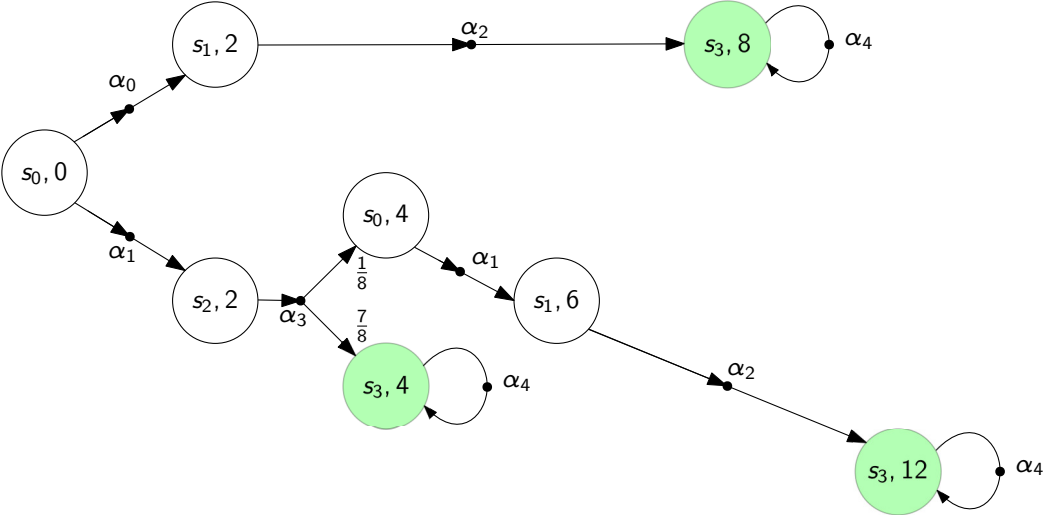 s₁, 2
α₂
s₃, 8
α₄
α₀
s₀, 0
α₁
s₂, 2
α₃
1/8
7/8
s₀, 4
α₁
s₁, 6
s₃, 4
α₄
α₂
s₃, 12
α₄